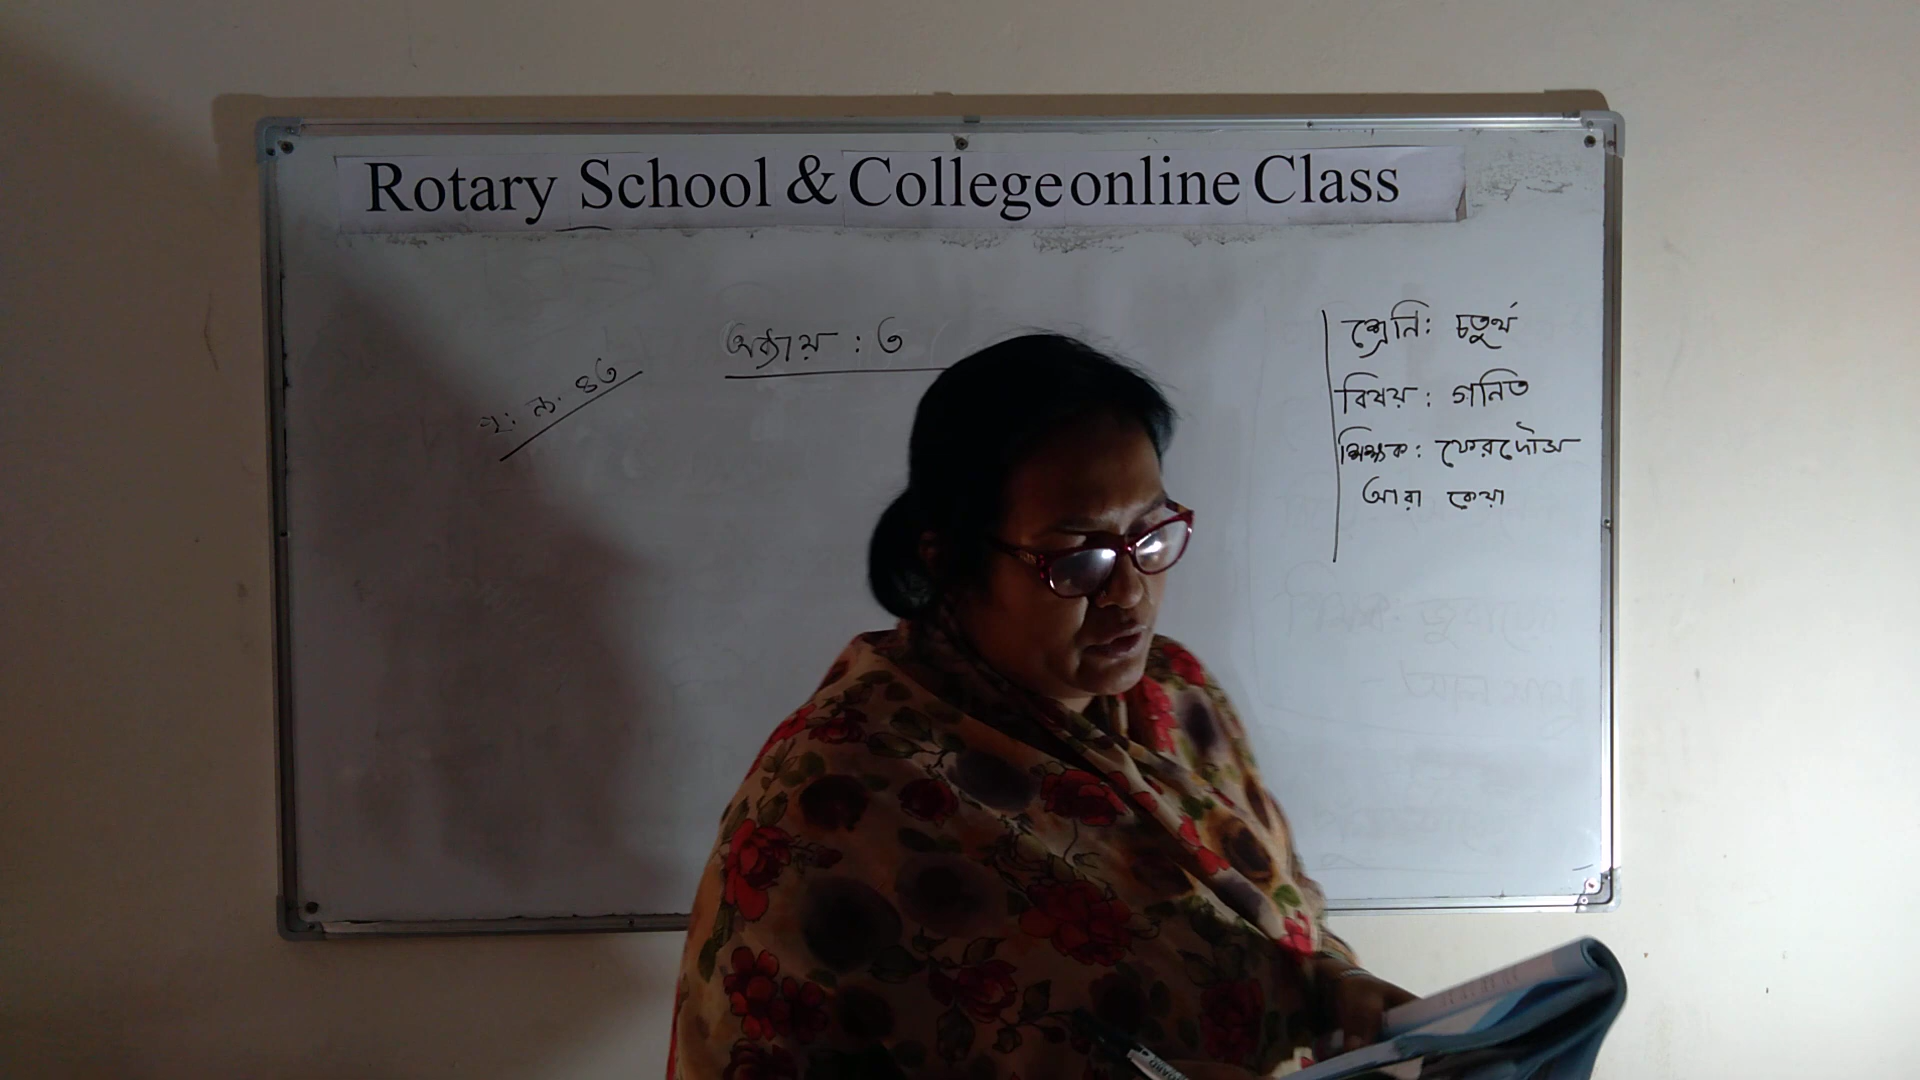 Rotary School & College online Class
অধ্যায় : ৩
পৃ: নং. ৪৩
শ্রেনি: চতুর্থ
বিষয় : গনিত
শিক্ষক : ফেরদৌস
আরা কেয়া